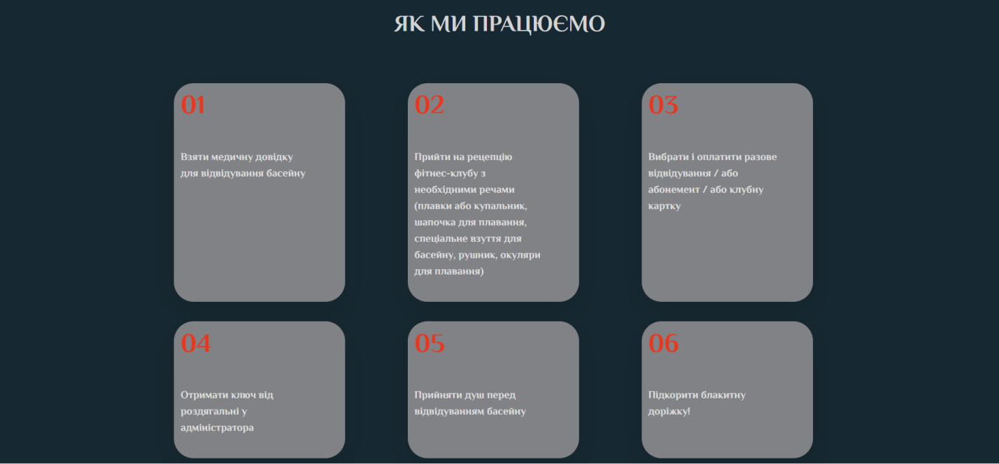 ЯК МИ ПРАЦЮЄМО
01
Взяти медичну довідку
для відвідування басейну
02
Прийти на рецепцію
фітнес-клубу з
необхідними речами
(плавки або купальник,
шапочка для плавання,
спеціальне взуття для
басейну, рушник, окуляри
для плавання)
03
Вибрати і оплатити разове
відвідування / або
абонемент / або клубну
картку
04
Отримати ключ від
роздягальні у
адміністратора
05
Прийняти душ перед
відвідуванням басейну
06
Підкорити блакитну
доріжку!